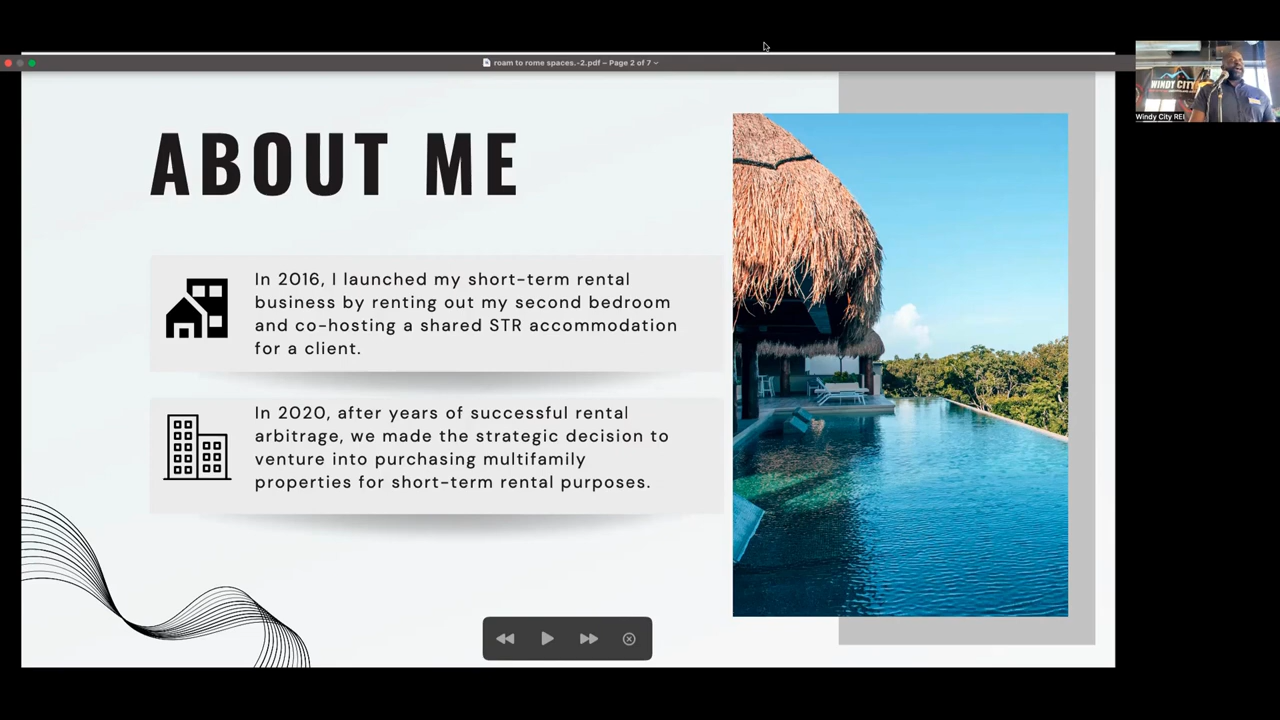 roam to rome spaces.-2.pdf – Page 2 of 7
WINDY CITY
Windy City REI
ABOUT ME
In 2016, I launched my short-term rental
business by renting out my second bedroom
and co-hosting a shared STR accommodation
for a client.
In 2020, after years of successful rental
arbitrage, we made the strategic decision to
venture into purchasing multifamily
properties for short-term rental purposes.